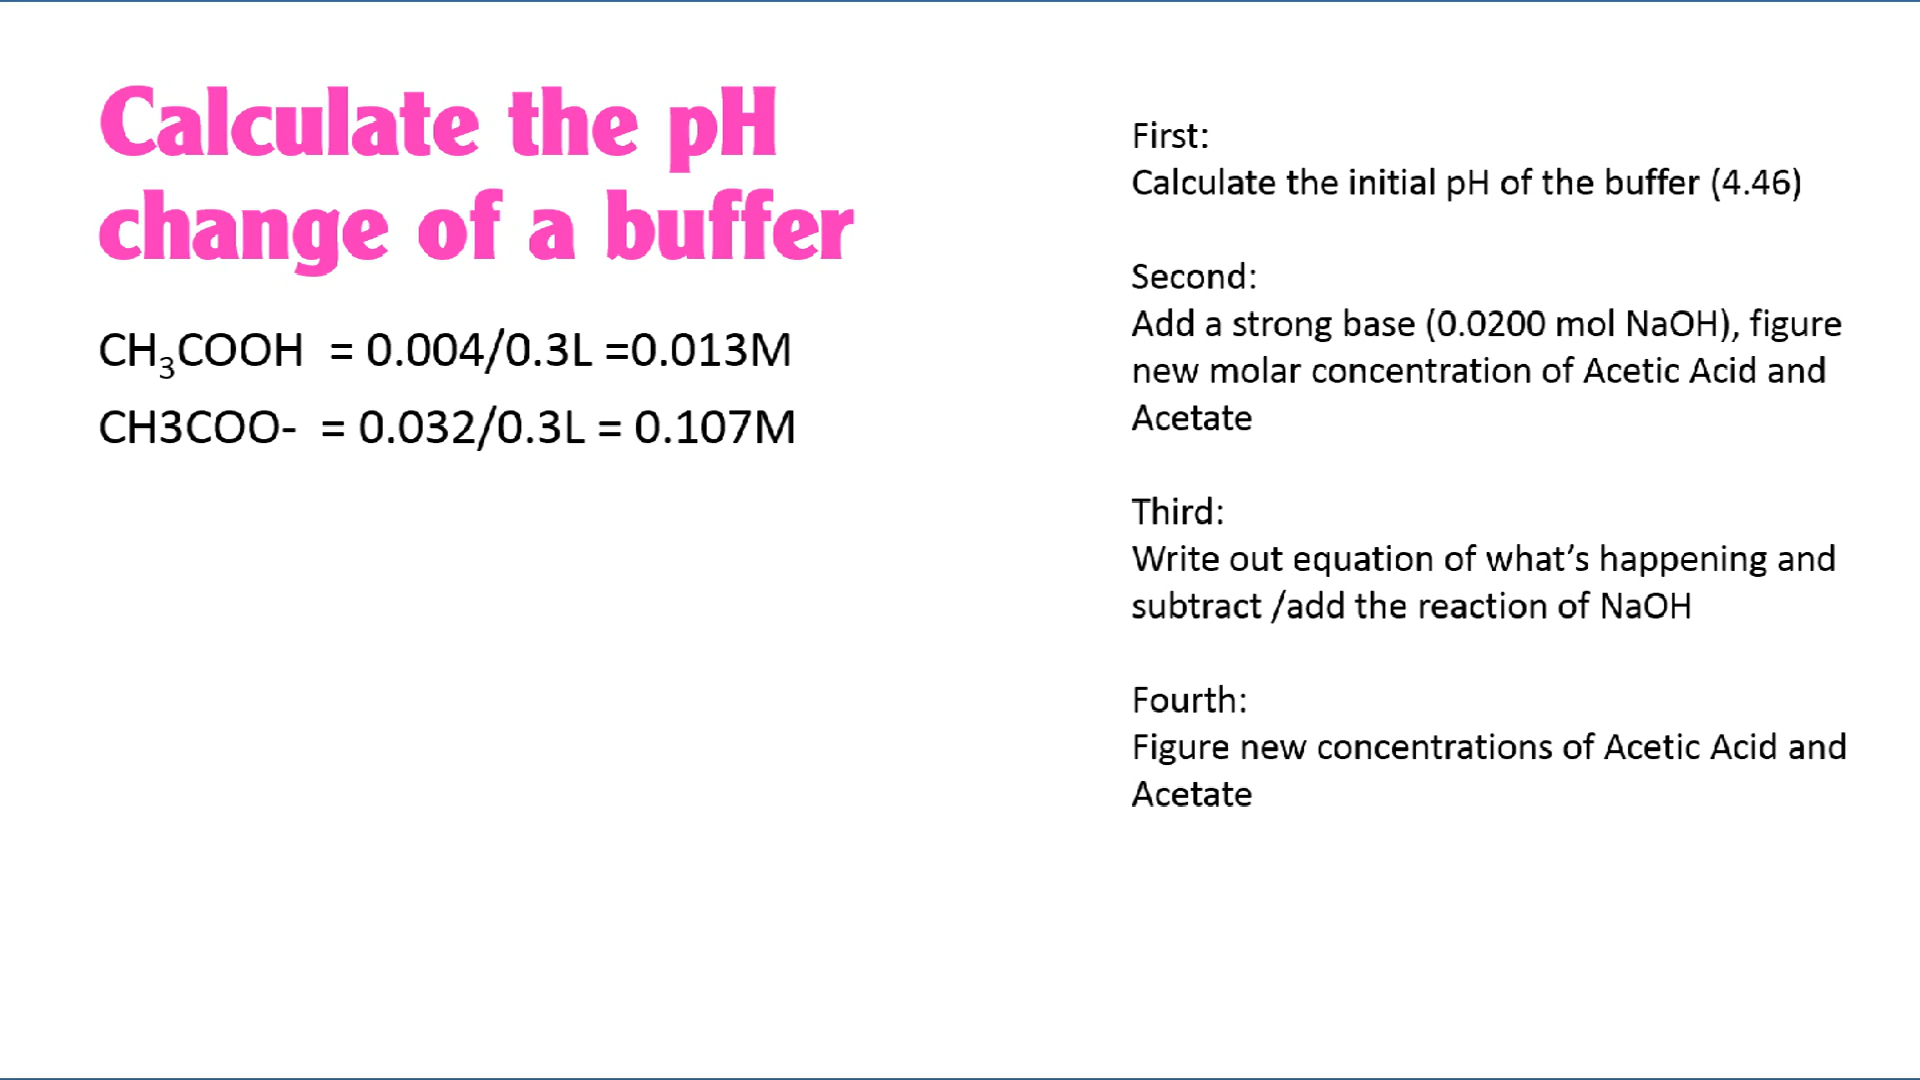 Calculate the pH
change of a buffer
CH₃COOH = 0.004/0.3L =0.013M
CH3COO- = 0.032/0.3L = 0.107M
First:
Calculate the initial pH of the buffer (4.46)
Second:
Add a strong base (0.0200 mol NaOH), figure
new molar concentration of Acetic Acid and
Acetate
Third:
Write out equation of what’s happening and
subtract /add the reaction of NaOH
Fourth:
Figure new concentrations of Acetic Acid and
Acetate